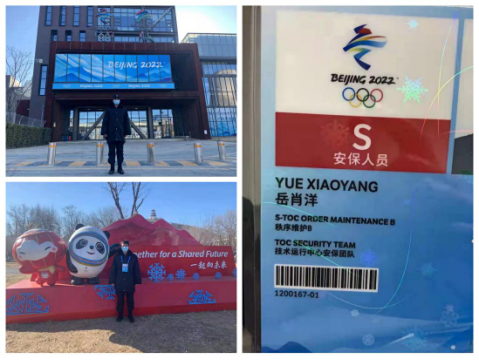 BEIJING 2022
together for a Shared Future
一起向未来
BEIJING 2022
S
安保人员
YUE XIAOYANG
岳肖洋
S-TOC ORDER MAINTENANCE B
秩序维护B
TOC SECURITY TEAM
技术运行中心安保团队
1200167-01